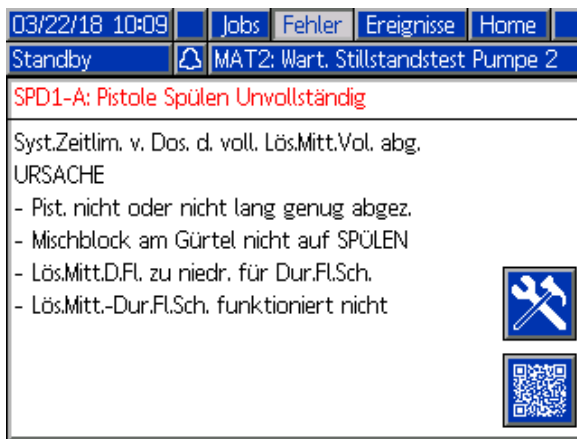 03/22/18 10:09 Jobs Fehler Ereignisse Home
Standby MAT2: Wart. Stillstandstest Pumpe 2
SPD1-A: Pistole Spülen Unvollständig
Syst.Zeitlim. v. Dos. d. voll. Lös.Mitt.Vol. abg.
URSACHE
- Pist. nicht oder nicht lang genug abgez.
- Mischblock am Gürtel nicht auf SPÜLEN
- Lös.Mitt.D.Fl. zu niedr. für Dur.Fl.Sch.
- Lös.Mitt.-Dur.Fl.Sch. funktioniert nicht